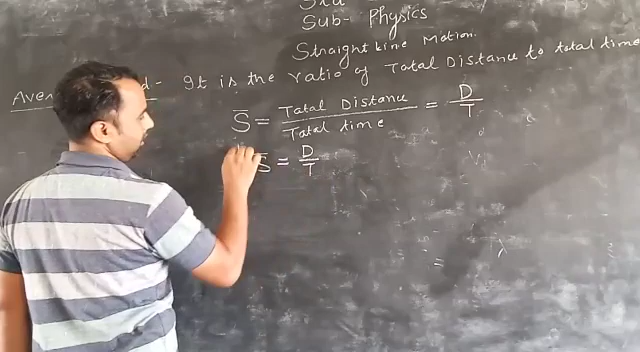 Sub- Physics
Straight Line Motion.
- It is the ratio of Total Distance to total time
S̅ = Total Distance / Total time = D / T
S̅ = D / T